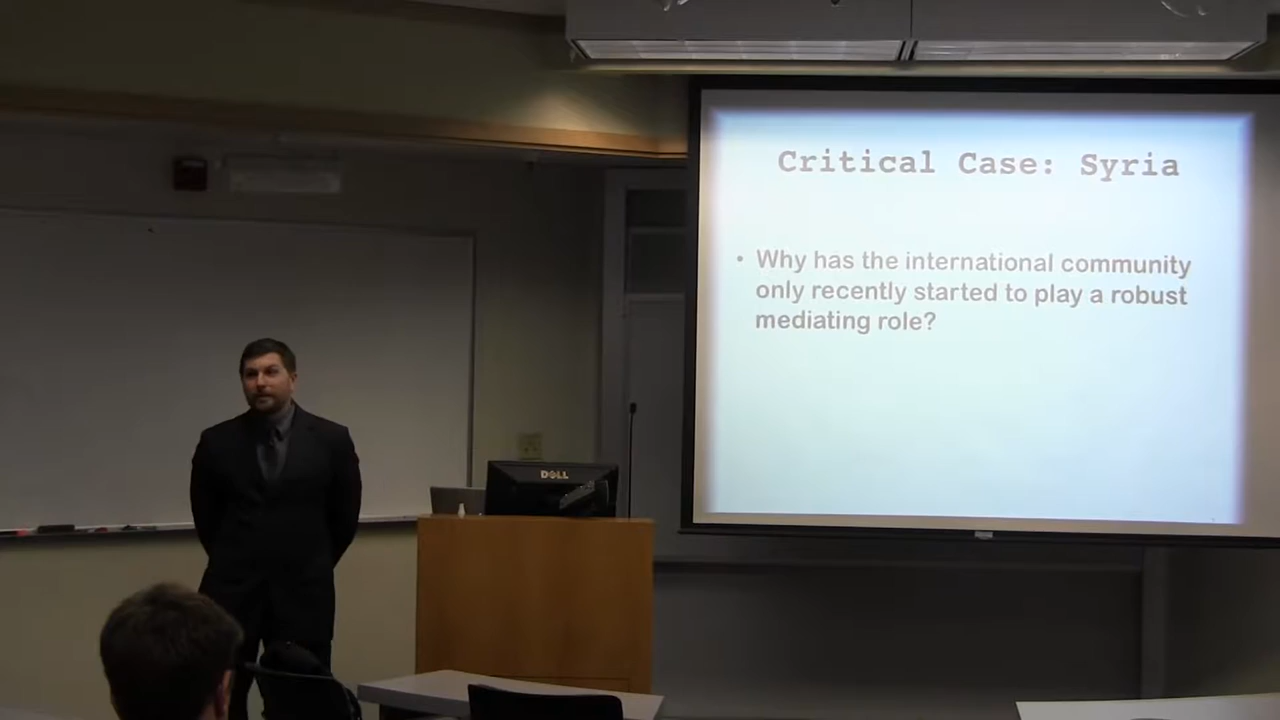 Critical Case: Syria
• Why has the international community
only recently started to play a robust
mediating role?
DELL